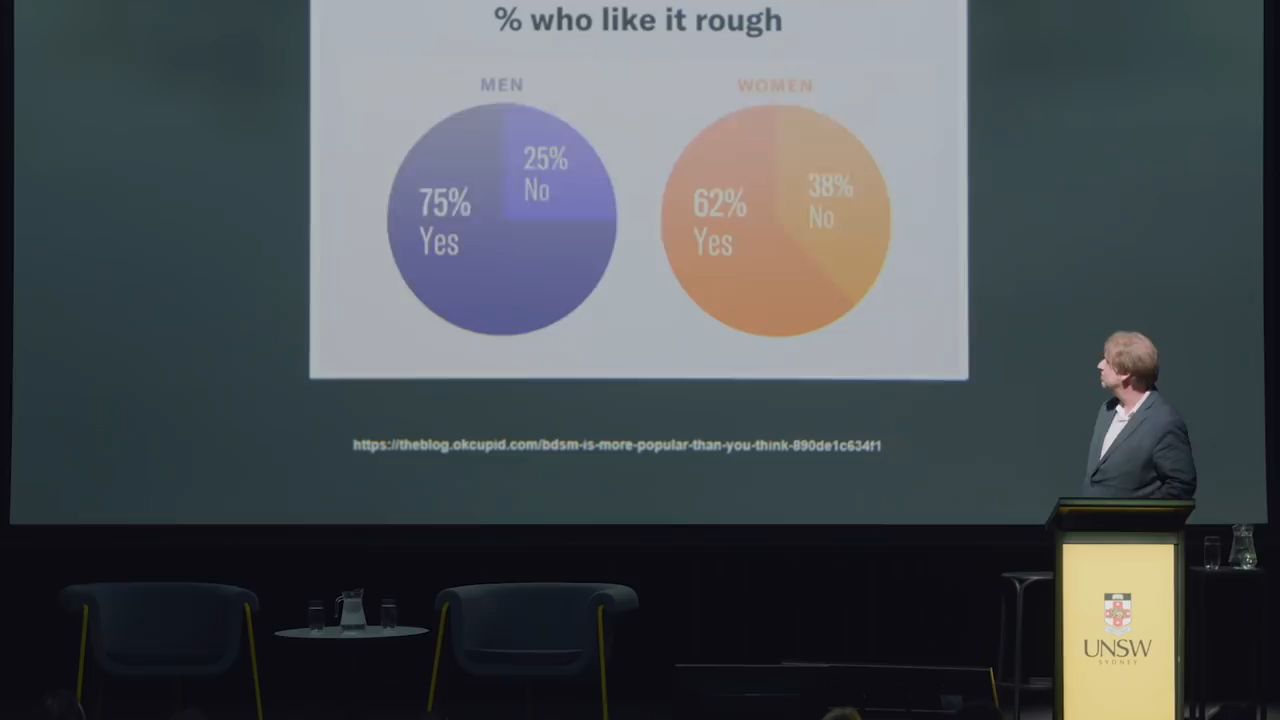 % who like it rough
MEN
WOMEN
75%
Yes
25%
No
62%
Yes
38%
No
https://theblog.okcupid.com/bdsm-is-more-popular-than-you-think-890de1c634f1
UNSW
SYDNEY